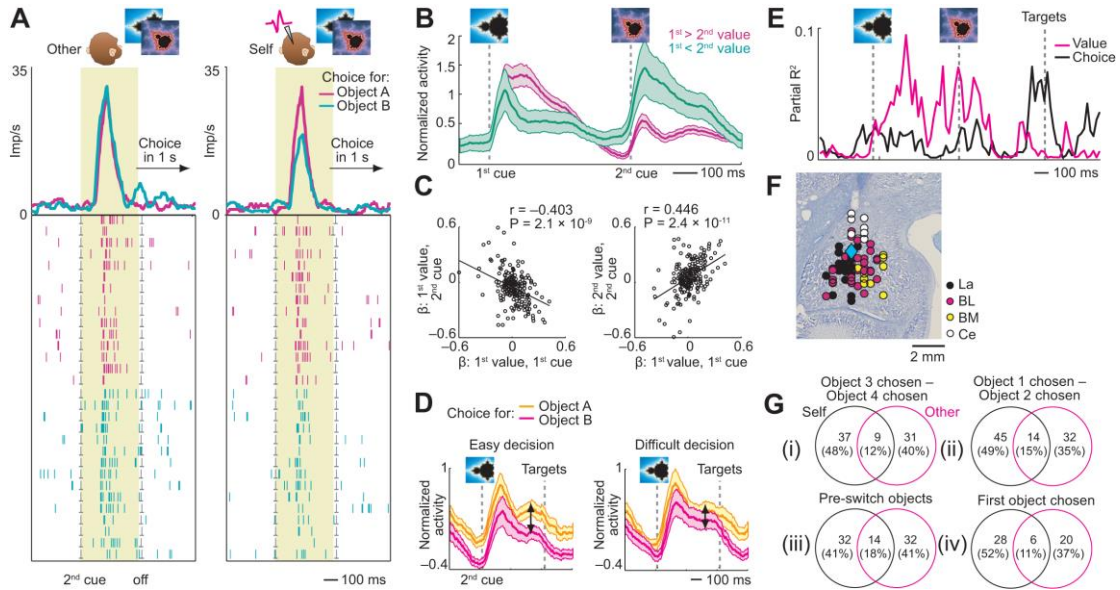 A
Other
Self
Choice for:
Object A
Object B
35
Imp/s
0
Choice
in 1 s
35
Imp/s
0
Choice
in 1 s
2nd cue
off
100 ms
B
1st > 2nd value
1st < 2nd value
Normalized activity
2
1.5
1
0.5
0
1st cue
2nd cue
100 ms
C
r = –0.403
P = 2.1 × 10-9
r = 0.446
P = 2.4 × 10-11
β: 1st value,
2nd cue
0.6
0
–0.6
–0.6
0
0.6
β: 1st value, 1st cue
β: 2nd value,
2nd cue
0.6
0
–0.6
–0.6
0
0.6
β: 1st value, 1st cue
D
Choice for:
Object A
Object B
Easy decision
Difficult decision
Targets
Targets
Normalized
activity
1
–0.4
Normalized
activity
1
–0.4
100 ms
E
Targets
0.2
Value
Choice
Partial R2
0
100 ms
F
La
BL
BM
Ce
2 mm
G
Object 3 chosen –
Object 4 chosen
Self
Other
(i)
37
(48%)
9
(12%)
31
(40%)
Object 1 chosen –
Object 2 chosen
(ii)
45
(49%)
14
(15%)
32
(35%)
Pre-switch objects
(iii)
32
(41%)
14
(18%)
32
(41%)
First object chosen
(iv)
28
(52%)
6
(11%)
20
(37%)